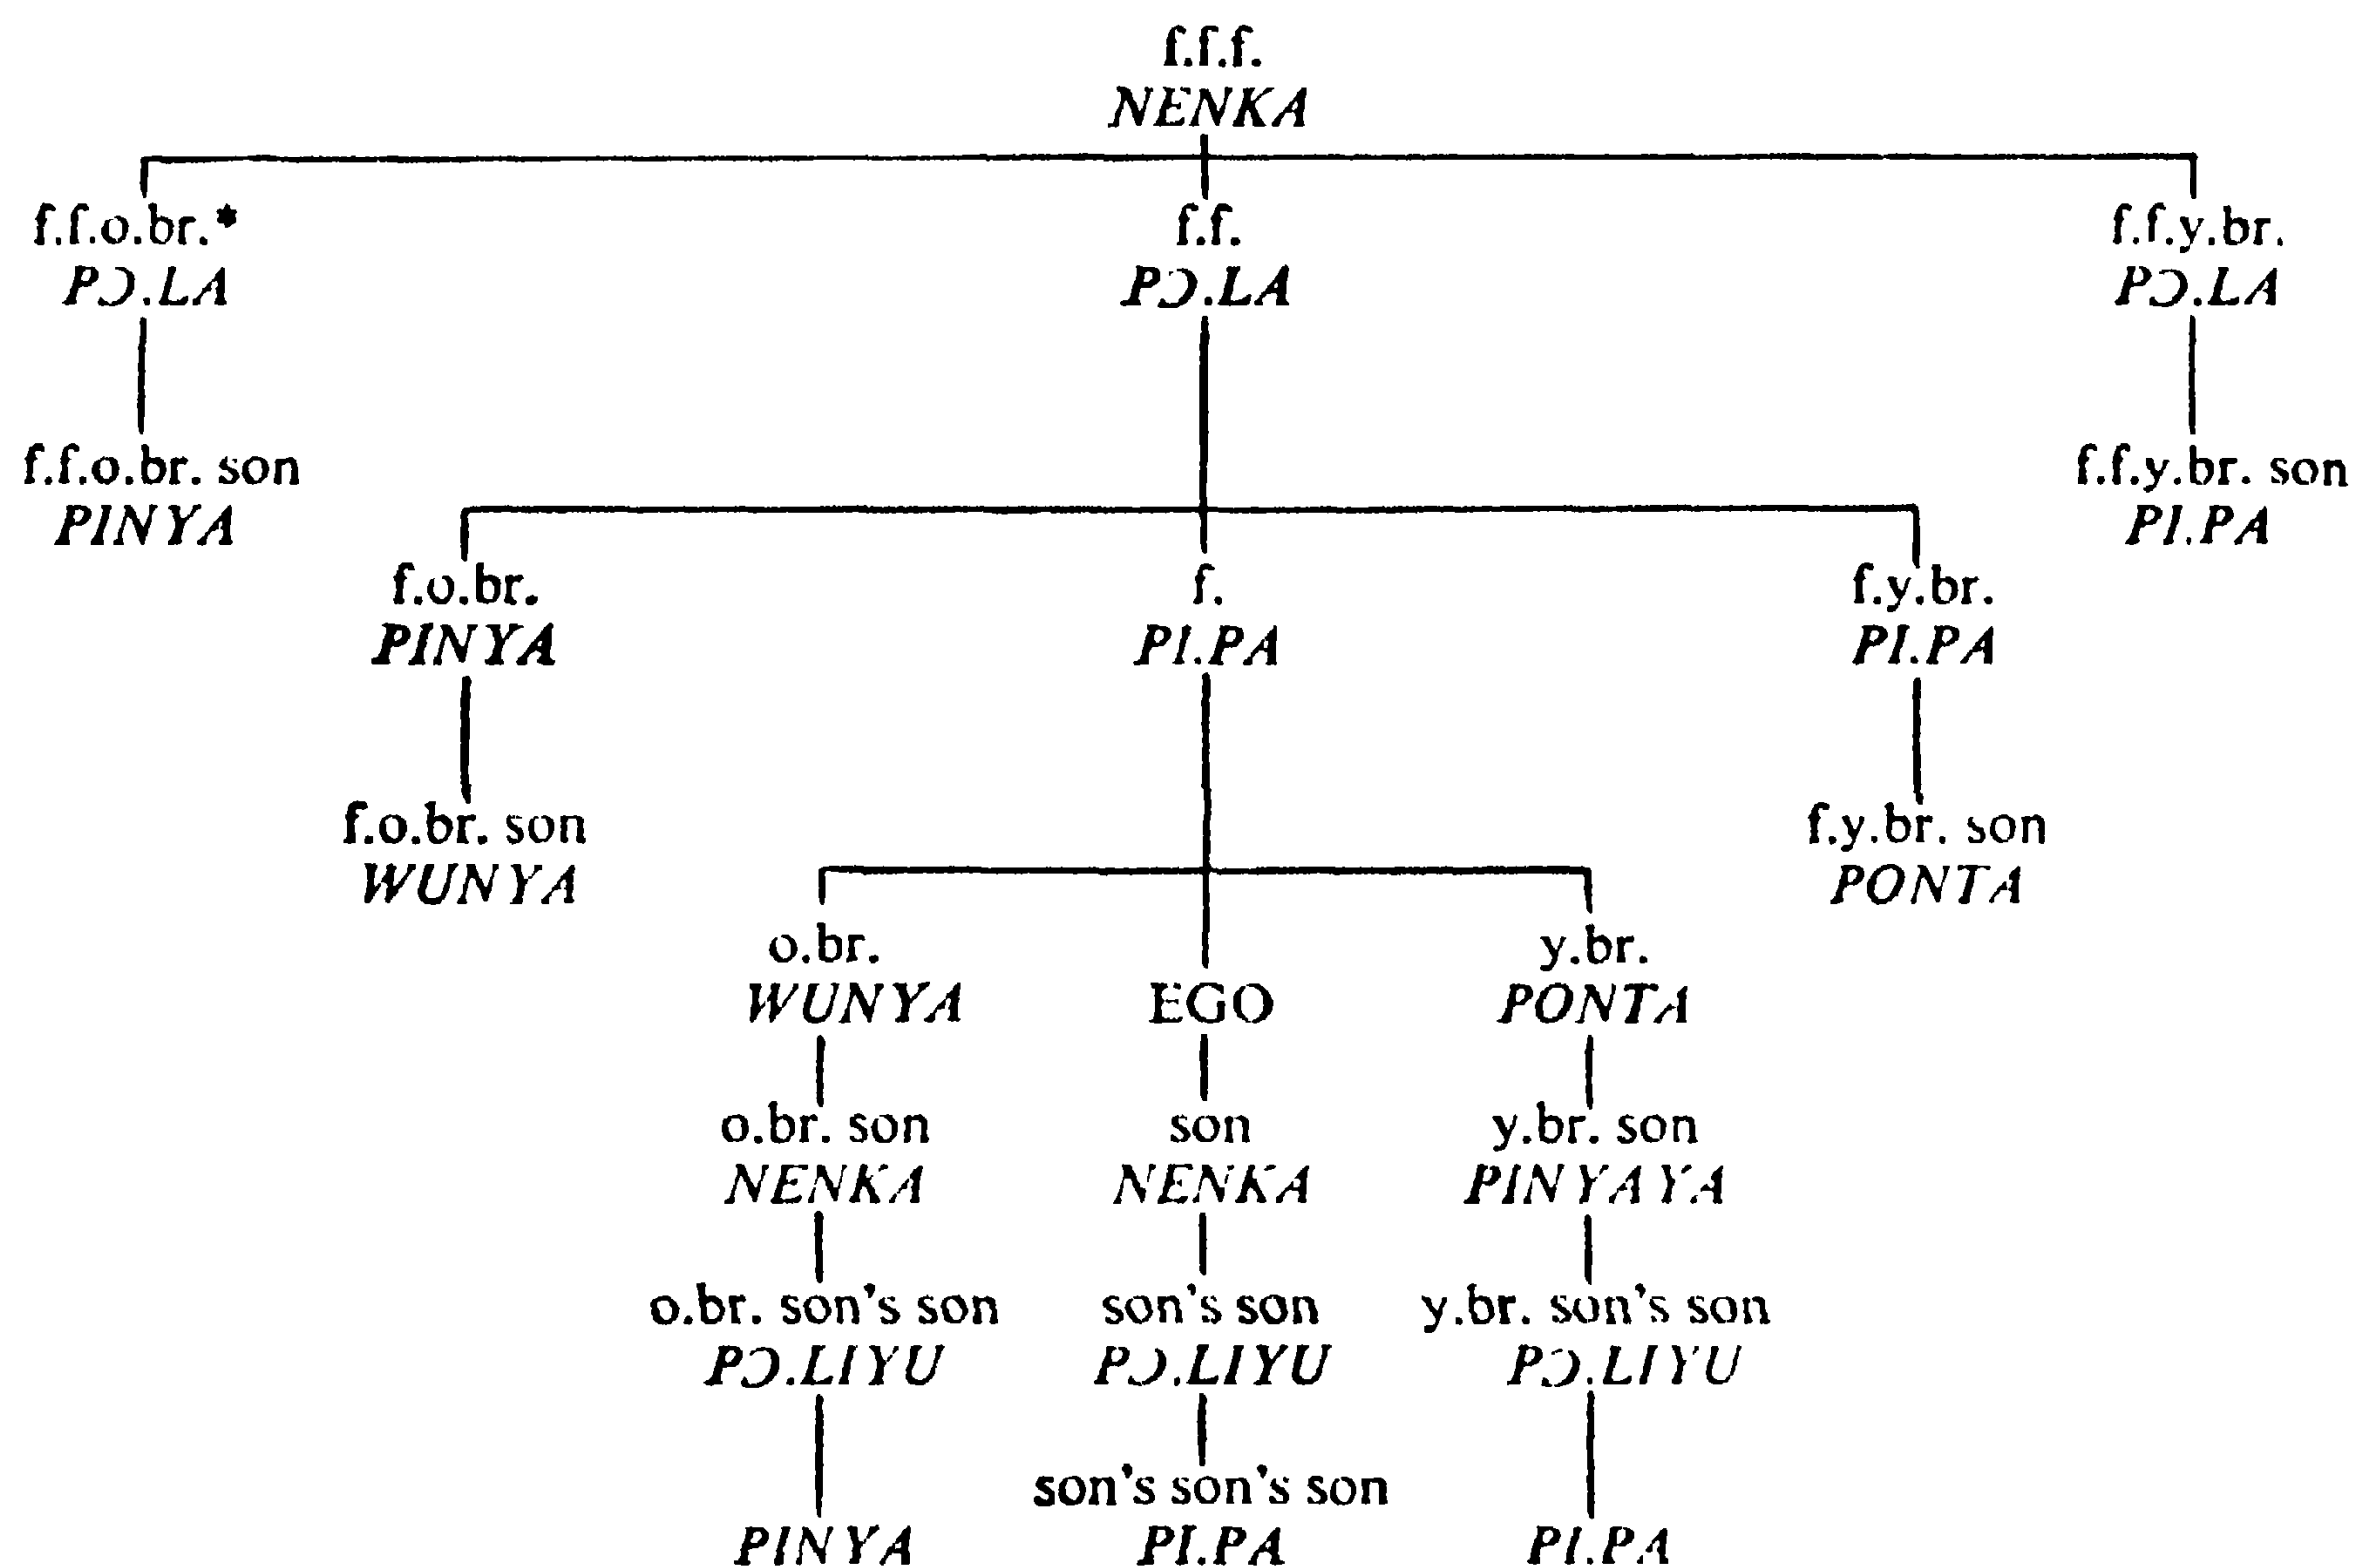 f.f.f.
NENKA
f.f.o.br.* f.f. f.f.y.br.
PƆ.LA PƆ.LA PƆ.LA
f.f.o.br. son f.f.y.br. son
PINYA PI.PA
f.o.br. f. f.y.br.
PINYA PI.PA PI.PA
f.o.br. son f.y.br. son
WUNYA PONTA
o.br. y.br.
WUNYA EGO PONTA
o.br. son son y.br. son
NENKA NENKA PINYAYA
o.br. son's son son's son y.br. son's son
PƆ.LIYU PƆ.LIYU PƆ.LIYU
son's son's son
PINYA PI.PA PI.PA